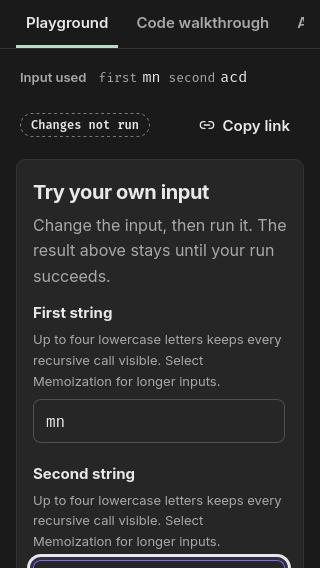 Playground Code walkthrough
Input used first mn second acd
Changes not run Copy link
Try your own input
Change the input, then run it. The
result above stays until your run
succeeds.
First string
Up to four lowercase letters keeps every
recursive call visible. Select
Memoization for longer inputs.
mn
Second string
Up to four lowercase letters keeps every
recursive call visible. Select
Memoization for longer inputs.